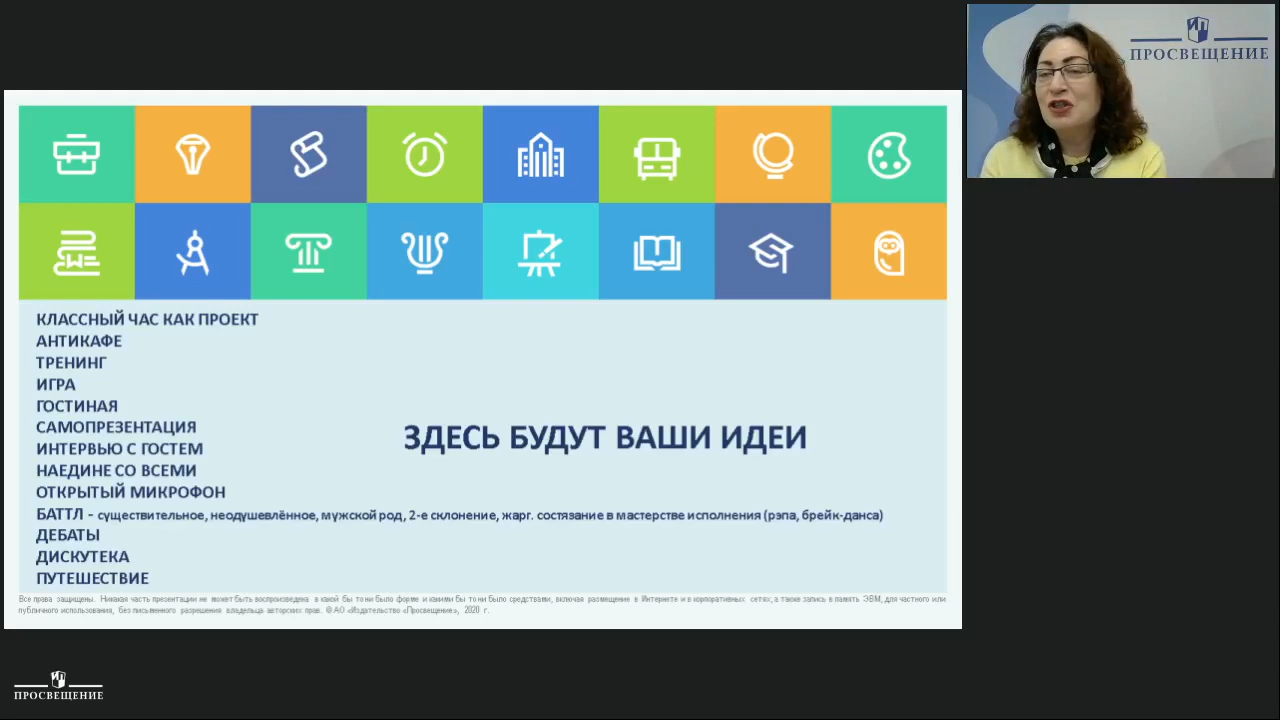 ПРОСВЕЩЕНИЕ
КЛАССНЫЙ ЧАС КАК ПРОЕКТ
АНТИКАФЕ
ТРЕНИНГ
ИГРА
ГОСТИНАЯ
САМОПРЕЗЕНТАЦИЯ
ИНТЕРВЬЮ С ГОСТЕМ
НАЕДИНЕ СО ВСЕМИ
ОТКРЫТЫЙ МИКРОФОН
БАТТЛ - существительное, неодушевлённое, мужской род, 2-е склонение, жарг. состязание в мастерстве исполнения (рэпа, брейк-данса)
ДЕБАТЫ
ДИСКУТЕКА
ПУТЕШЕСТВИЕ
ЗДЕСЬ БУДУТ ВАШИ ИДЕИ
Все права защищены. Никакая часть презентации не может быть воспроизведена в какой бы то ни было форме и какими бы то ни было средствами, включая размещение в Интернете и в корпоративных сетях, а также запись в память ЭВМ, для частного или
публичного использования, без письменного разрешения владельца авторских прав. © АО «Издательство «Просвещение», 2020 г.
ПРОСВЕЩЕНИЕ